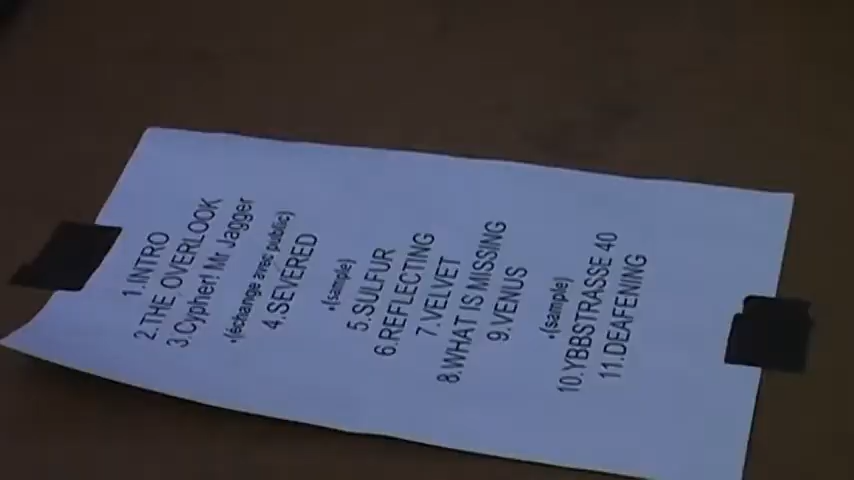 1.INTRO
2.THE OVERLOOK
3.Cypher! Mr Jagger
•(échange avec public)
4.SEVERED
•(sample)
5.SULFUR
6.REFLECTING
7.VELVET
8.WHAT IS MISSING
9.VENUS
•(sample)
10.YBBSTRASSE 40
11.DEAFENING